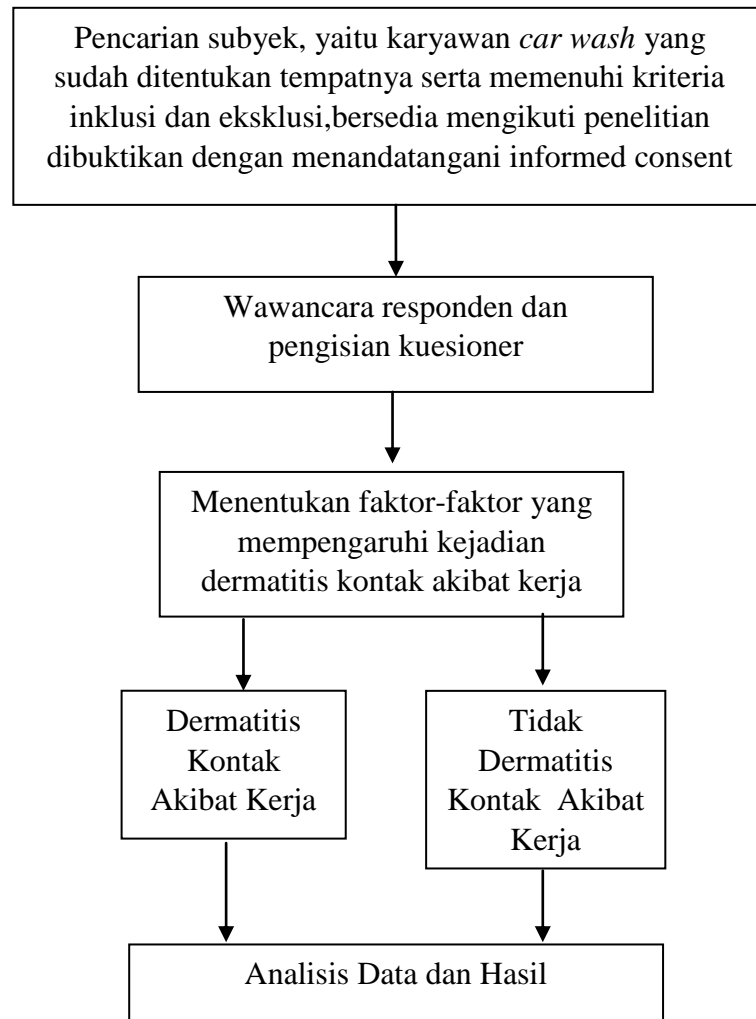 Pencarian subyek, yaitu karyawan car wash yang
sudah ditentukan tempatnya serta memenuhi kriteria
inklusi dan eksklusi,bersedia mengikuti penelitian
dibuktikan dengan menandatangani informed consent
Wawancara responden dan
pengisian kuesioner
Menentukan faktor-faktor yang
mempengaruhi kejadian
dermatitis kontak akibat kerja
Dermatitis
Kontak
Akibat Kerja
Tidak
Dermatitis
Kontak Akibat
Kerja
Analisis Data dan Hasil